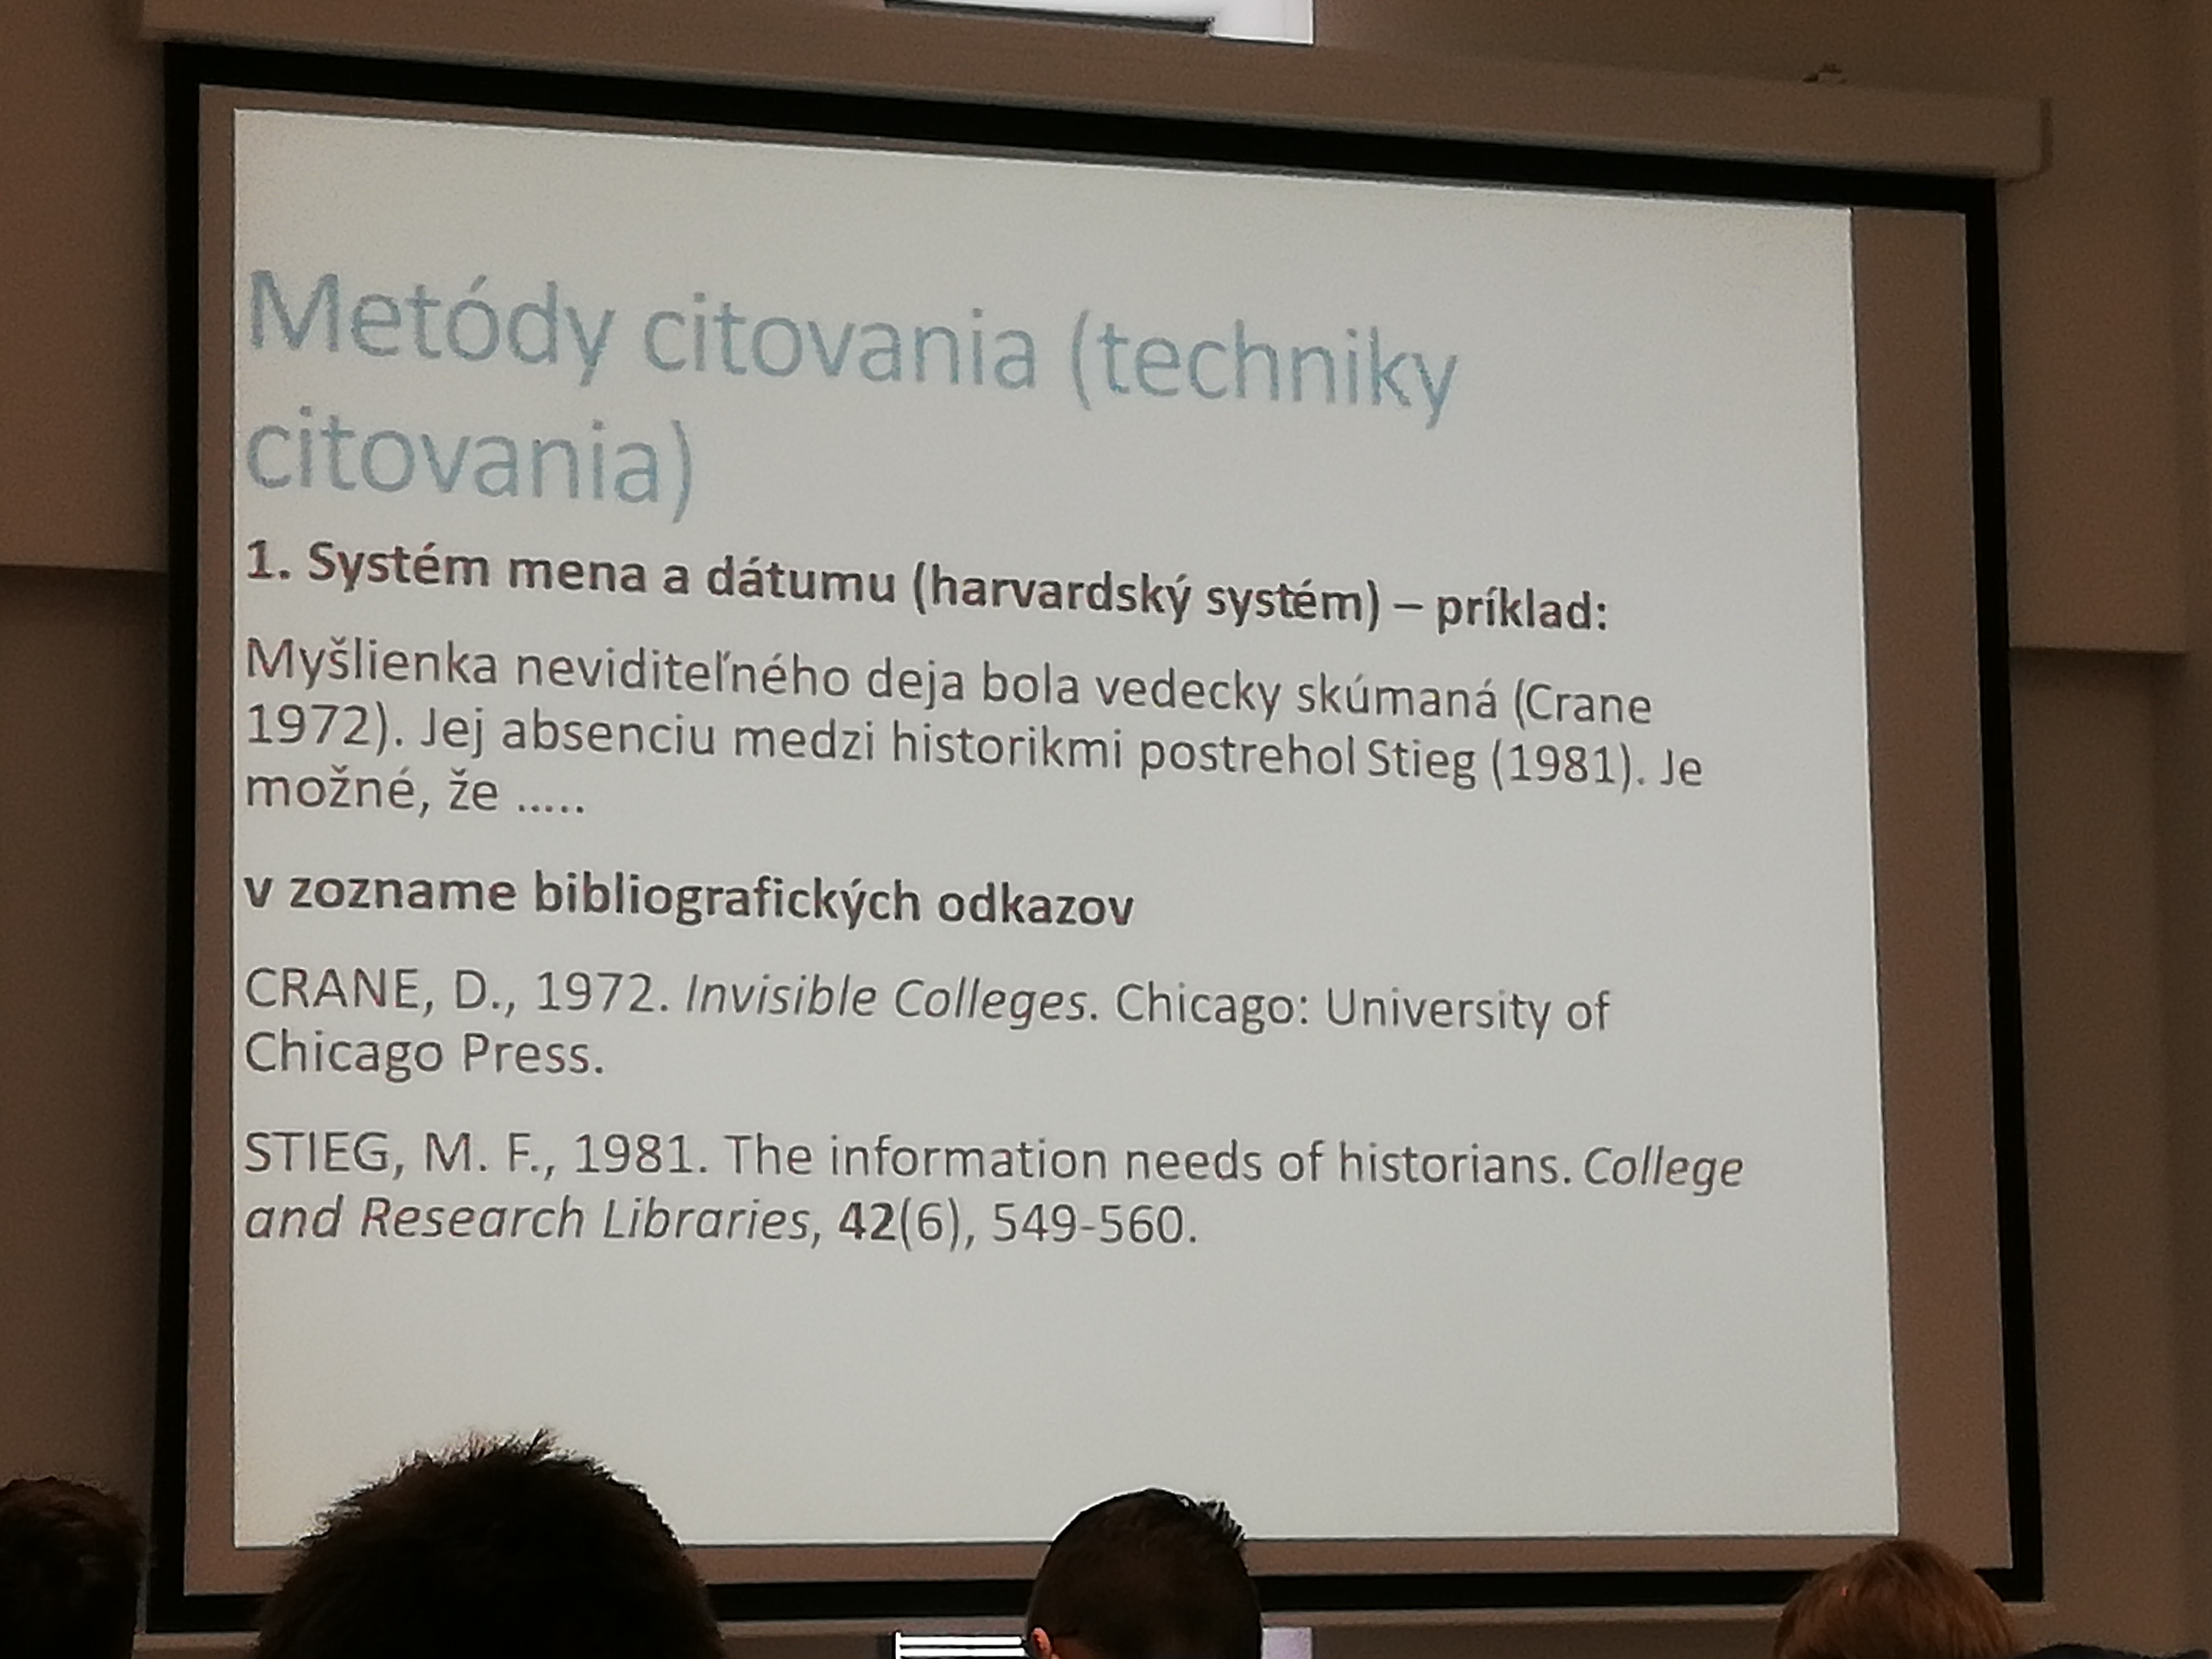 Metódy citovania (techniky
citovania)
1. Systém mena a dátumu (harvardský systém) – príklad:
Myšlienka neviditeľného deja bola vedecky skúmaná (Crane
1972). Jej absenciu medzi historikmi postrehol Stieg (1981). Je
možné, že .....
v zozname bibliografických odkazov
CRANE, D., 1972. Invisible Colleges. Chicago: University of
Chicago Press.
STIEG, M. F., 1981. The information needs of historians. College
and Research Libraries, 42(6), 549-560.